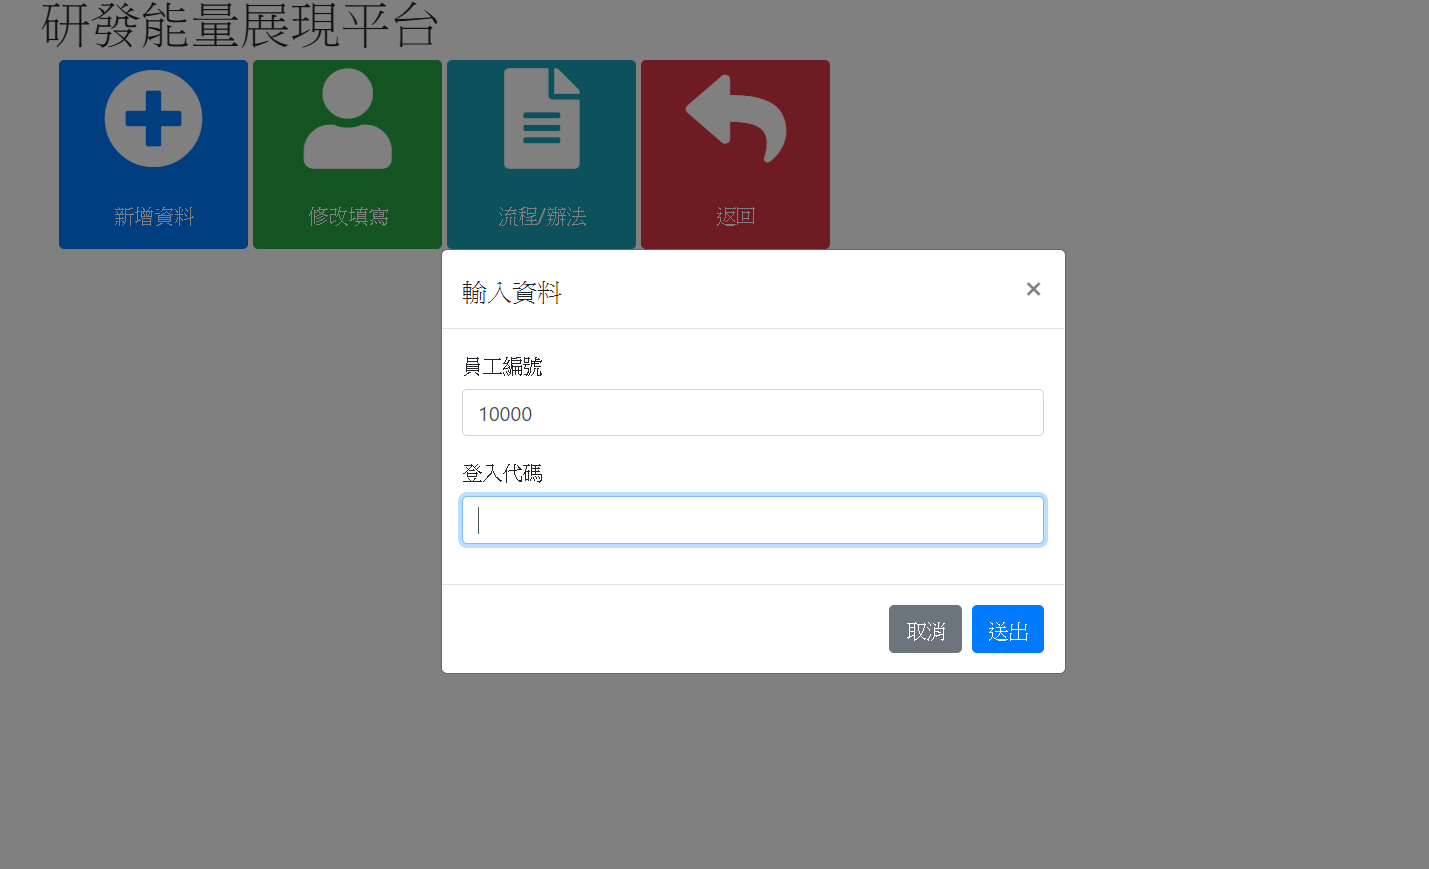 研發能量展現平台
新增資料
修改填寫
流程/辦法
返回
輸入資料
×
員工編號
10000
登入代碼
取消
送出